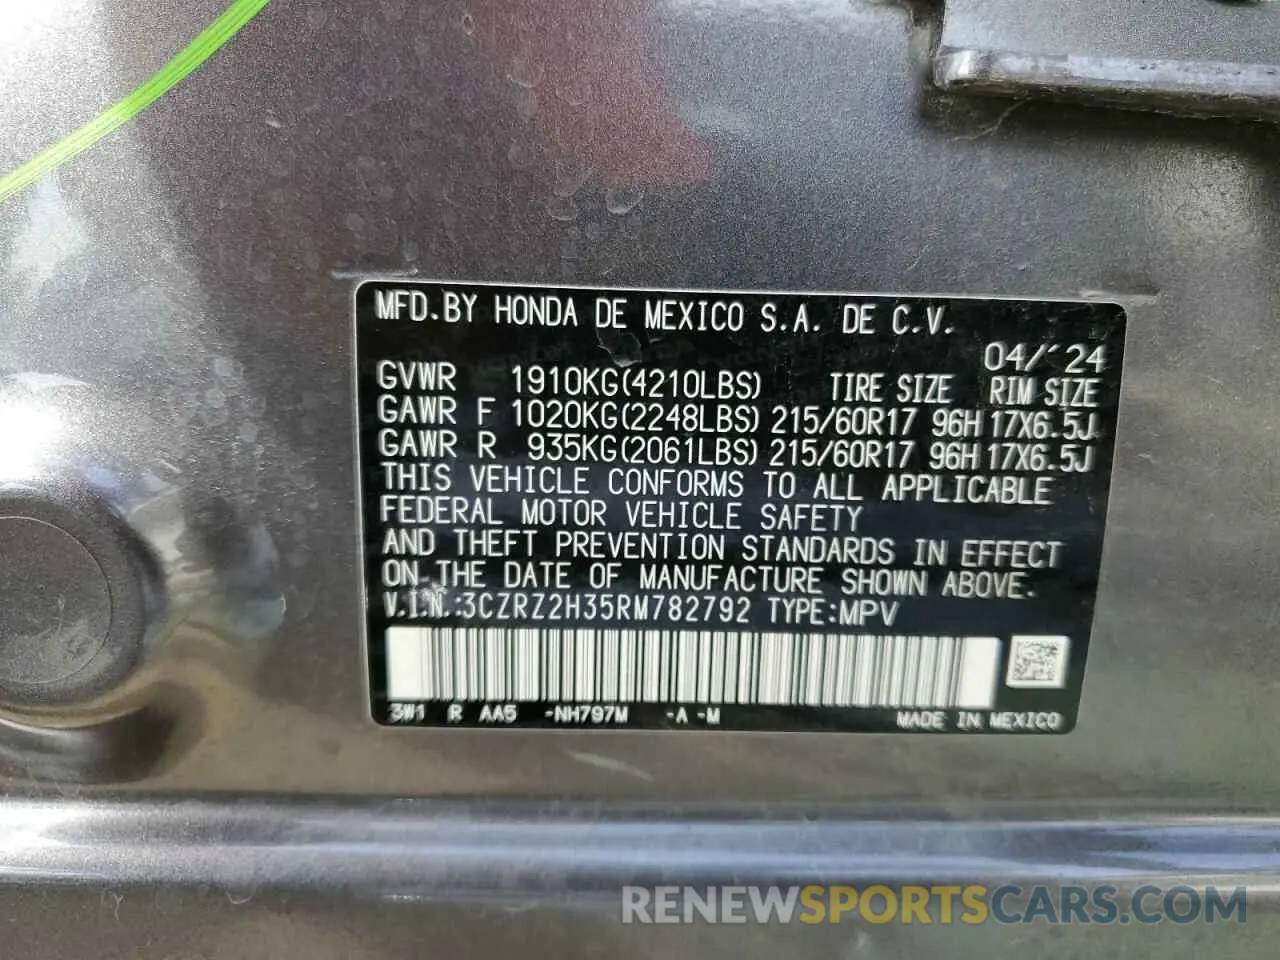 MFD.BY HONDA DE MEXICO S.A. DE C.V.
04/´24
GVWR 1910KG(4210LBS) TIRE SIZE RIM SIZE
GAWR F 1020KG(2248LBS) 215/60R17 96H 17X6.5J
GAWR R 935KG(2061LBS) 215/60R17 96H 17X6.5J
THIS VEHICLE CONFORMS TO ALL APPLICABLE
FEDERAL MOTOR VEHICLE SAFETY
AND THEFT PREVENTION STANDARDS IN EFFECT
ON THE DATE OF MANUFACTURE SHOWN ABOVE.
V.I.N.:3CZRZ2H35RM782792 TYPE:MPV
3W1 R AA5 -NH797M -A -M MADE IN MEXICO
RENEWSPORTSCARS.COM